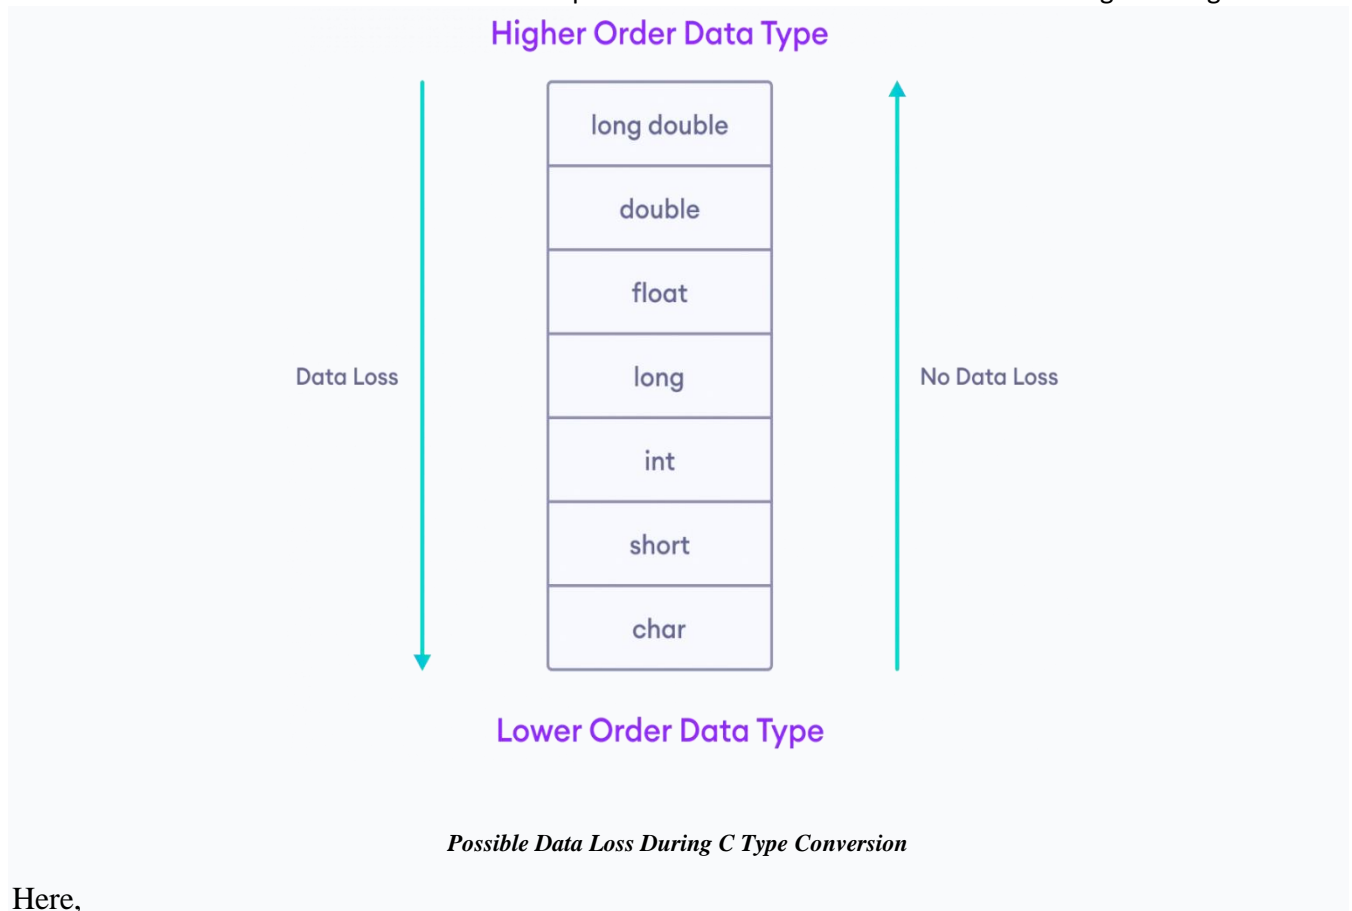 Higher Order Data Type
long double
double
float
Data Loss
long
No Data Loss
int
short
char
Lower Order Data Type
Possible Data Loss During C Type Conversion
Here,